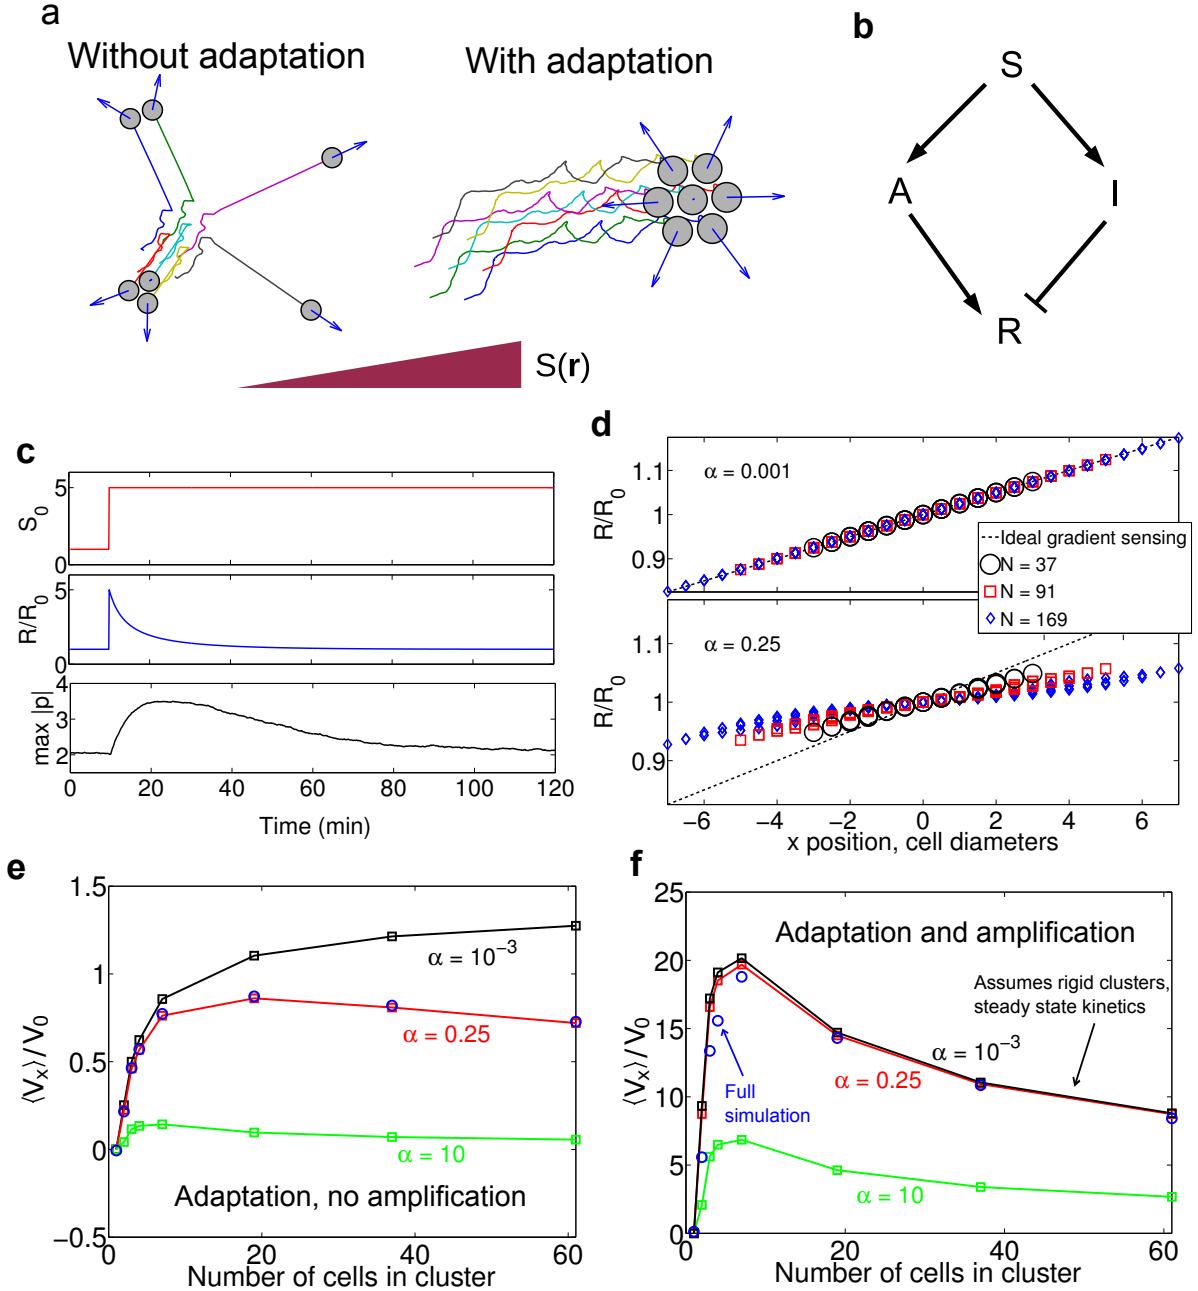 a
Without adaptation
With adaptation
S(r)
b
S
A
I
R
c
5
S0
0
5
R/R0
0
4
max |p|
3
2
0
20
40
60
80
100
120
Time (min)
d
1.1
α = 0.001
R/R0
1
0.9
Ideal gradient sensing
N = 37
N = 91
N = 169
1.1
α = 0.25
R/R0
1.0
0.9
−6
−4
−2
0
2
4
6
x position, cell diameters
e
1.5
⟨Vx⟩ / V0
1
α = 10-3
α = 0.25
0.5
0
α = 10
Adaptation, no amplification
−0.5
0
20
40
60
Number of cells in cluster
f
25
⟨Vx⟩ / V0
Adaptation and amplification
20
Assumes rigid clusters,
steady state kinetics
15
α = 10-3
α = 0.25
Full
simulation
10
5
α = 10
0
0
20
40
60
Number of cells in cluster